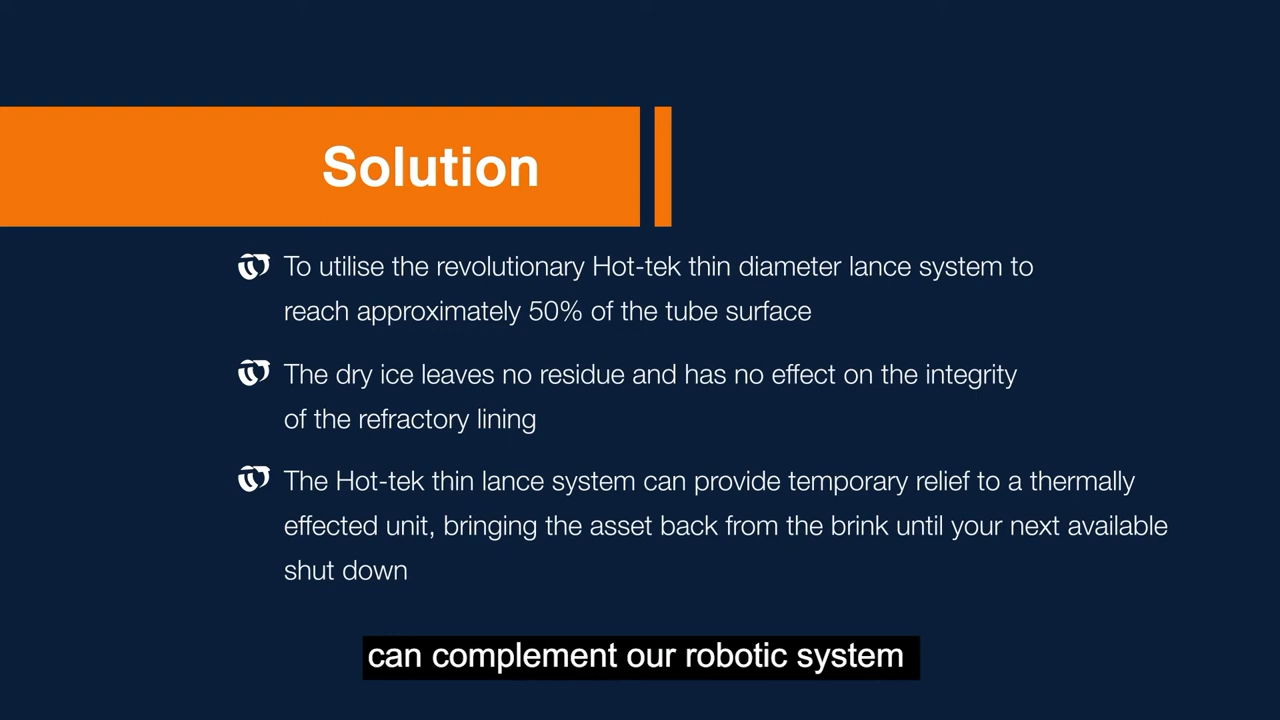 Solution
To utilise the revolutionary Hot-tek thin diameter lance system to
reach approximately 50% of the tube surface
The dry ice leaves no residue and has no effect on the integrity
of the refractory lining
The Hot-tek thin lance system can provide temporary relief to a thermally
effected unit, bringing the asset back from the brink until your next available
shut down
can complement our robotic system